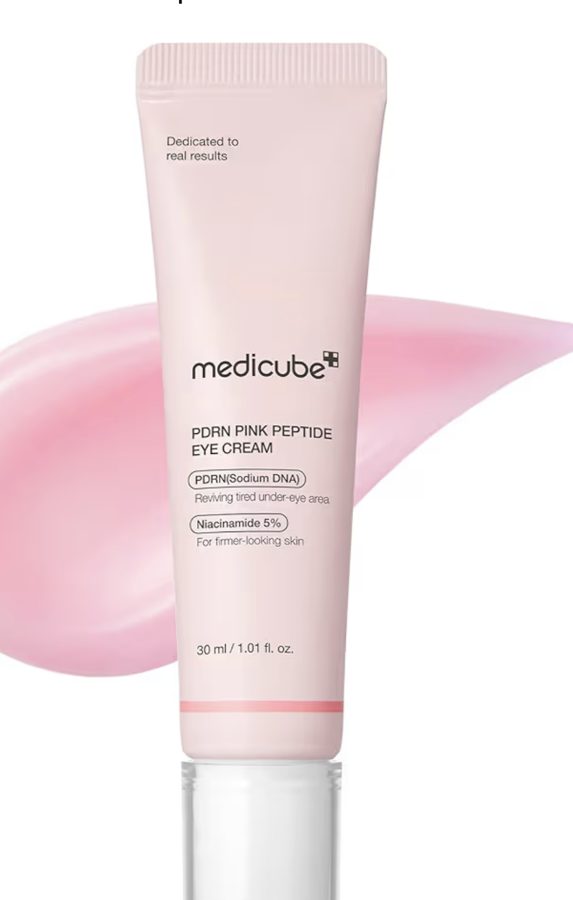 Dedicated to
real results
medicube
PDRN PINK PEPTIDE
EYE CREAM
PDRN(Sodium DNA)
Reviving tired under-eye area
Niacinamide 5%
For firmer-looking skin
30 ml / 1.01 fl. oz.